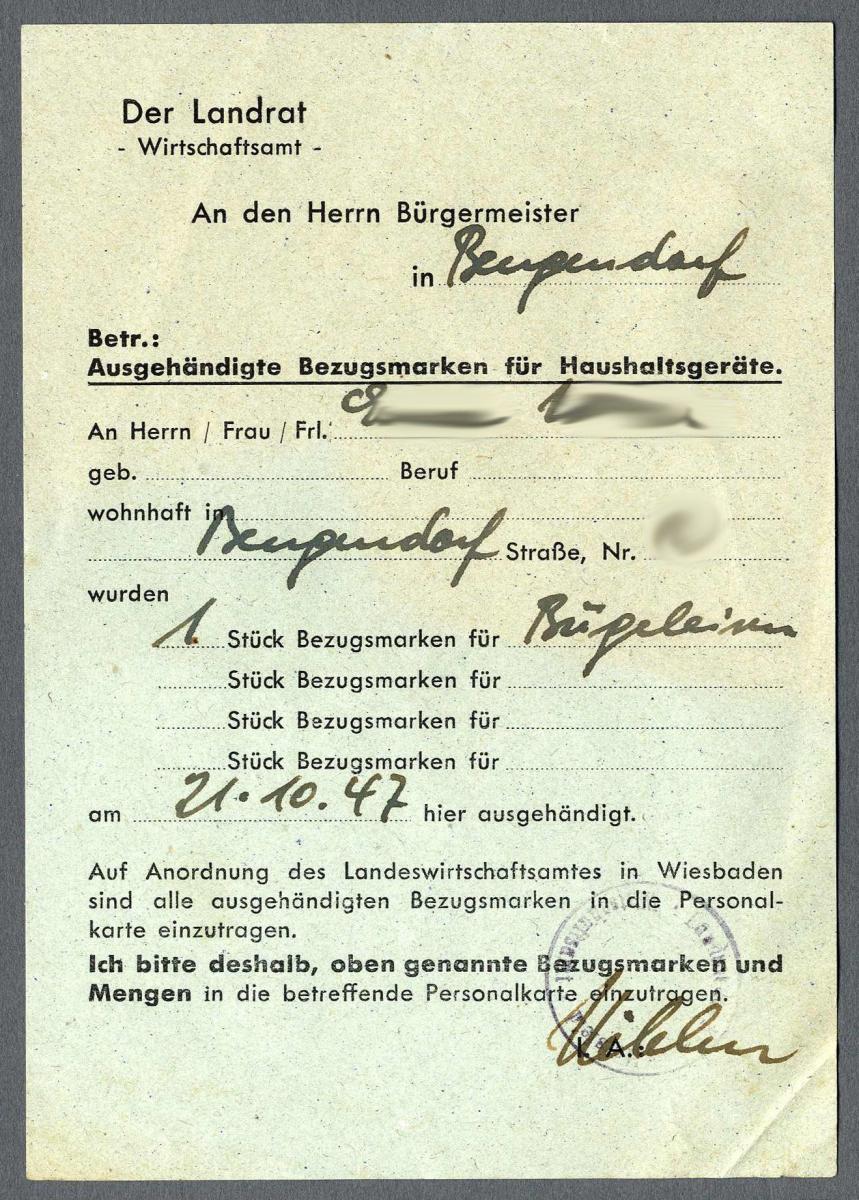 Der Landrat
- Wirtschaftsamt -
An den Herrn Bürgermeister
in Bengendorf
Betr.:
Ausgehändigte Bezugsmarken für Haushaltsgeräte.
An Herrn / Frau / Frl.
geb. Beruf
wohnhaft in
Bengendorf Straße, Nr.
wurden
1. Stück Bezugsmarken für Bügeleisen
Stück Bezugsmarken für
Stück Bezugsmarken für
Stück Bezugsmarken für
am 21.10.47 hier ausgehändigt.
Auf Anordnung des Landeswirtschaftsamtes in Wiesbaden
sind alle ausgehändigten Bezugsmarken in die Personal-
karte einzutragen.
Ich bitte deshalb, oben genannte Bezugsmarken und
Mengen in die betreffende Personalkarte einzutragen.
I. A.: